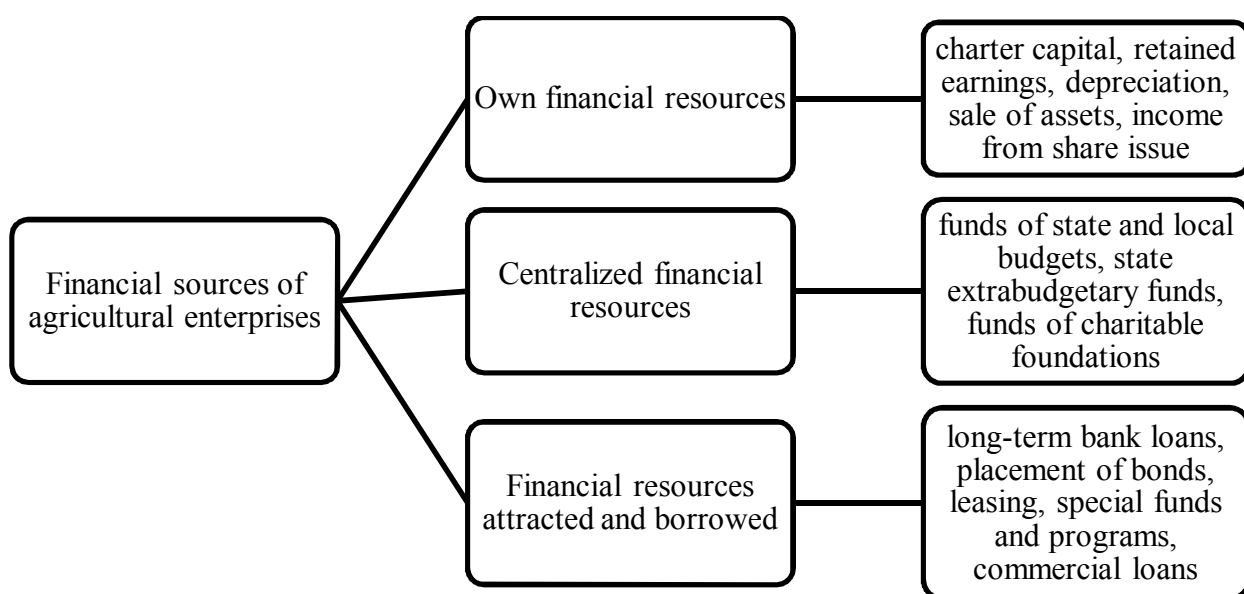 Financial sources of
agricultural enterprises
Own financial resources
charter capital, retained
earnings, depreciation,
sale of assets, income
from share issue
Centralized financial
resources
funds of state and local
budgets, state
extrabudgetary funds,
funds of charitable
foundations
Financial resources
attracted and borrowed
long-term bank loans,
placement of bonds,
leasing, special funds
and programs,
commercial loans